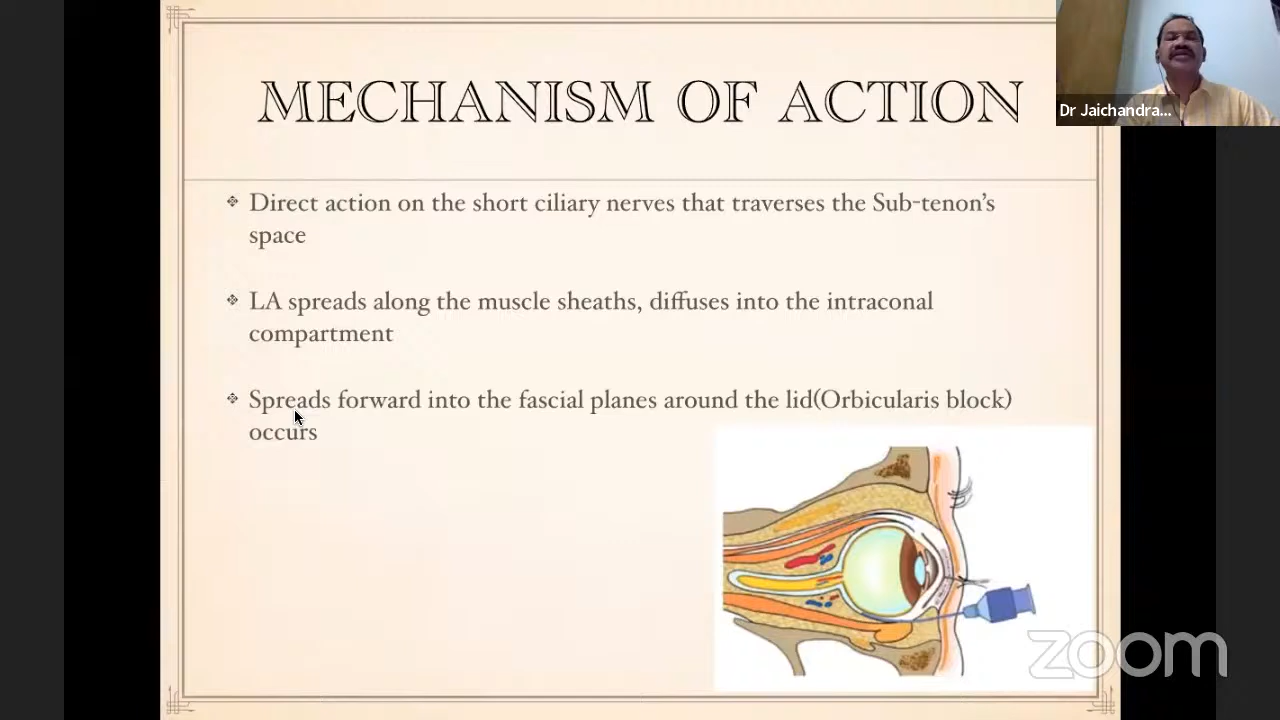 MECHANISM OF ACTION
Dr Jaichandra...
Direct action on the short ciliary nerves that traverses the Sub-tenon's
space
LA spreads along the muscle sheaths, diffuses into the intraconal
compartment
Spreads forward into the fascial planes around the lid(Orbicularis block)
occurs
zoom